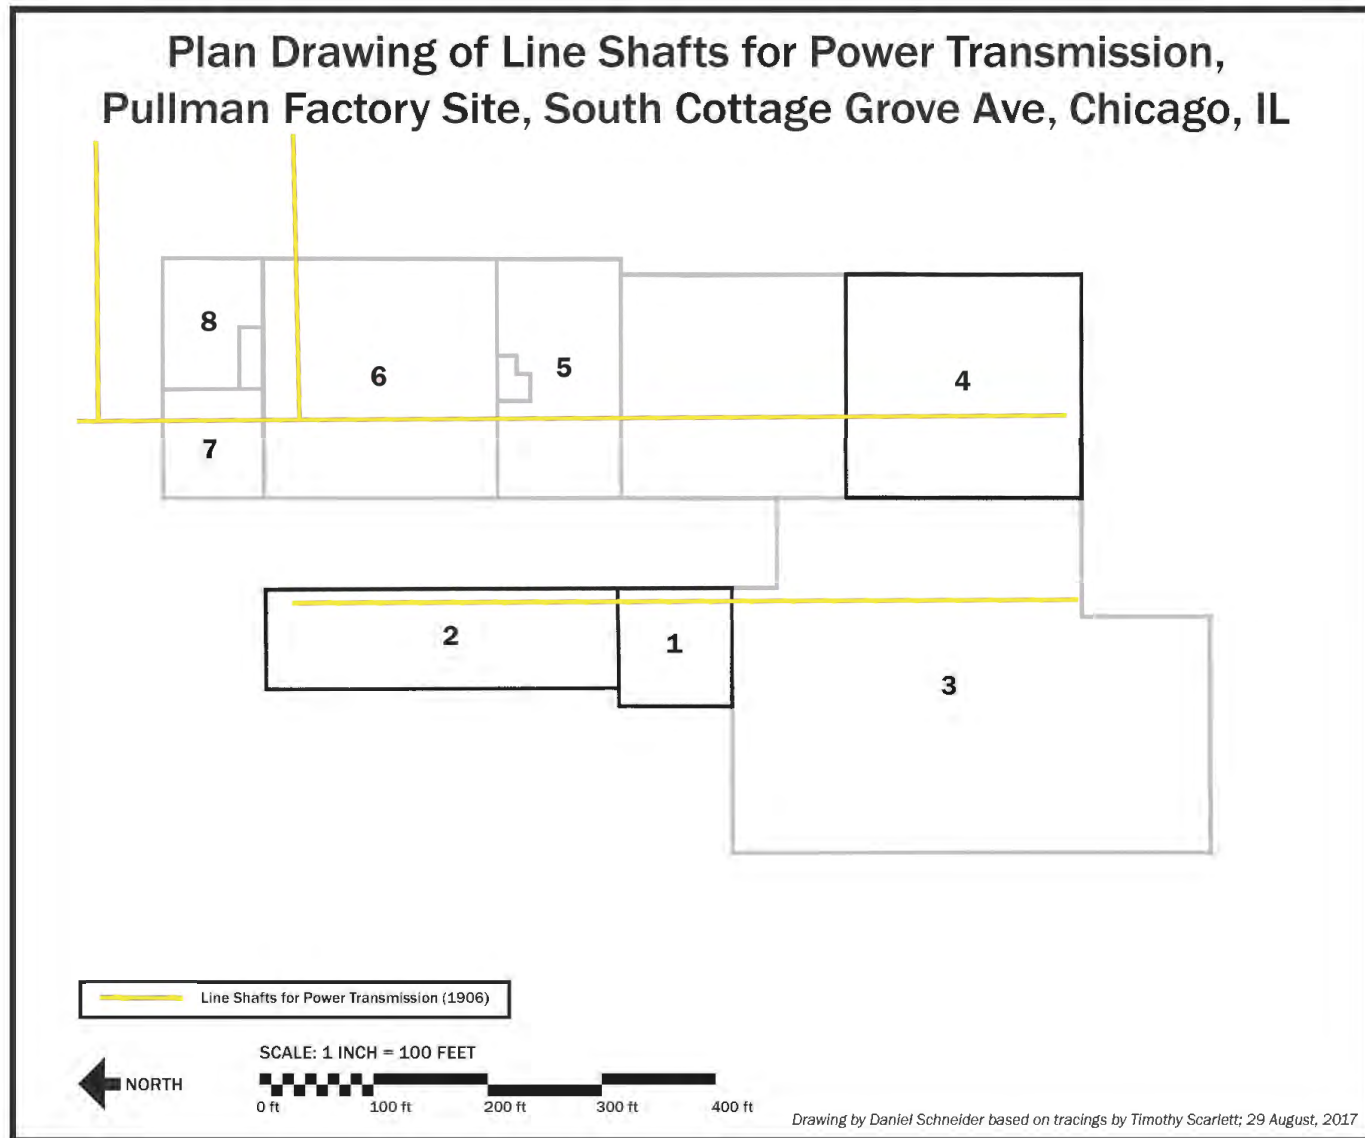 Plan Drawing of Line Shafts for Power Transmission,
Pullman Factory Site, South Cottage Grove Ave, Chicago, IL
8
6
5
4
7
2
1
3
Line Shafts for Power Transmission (1906)
SCALE: 1 INCH = 100 FEET
NORTH
0 ft 100 ft 200 ft 300 ft 400 ft
Drawing by Daniel Schneider based on tracings by Timothy Scarlett; 29 August, 2017